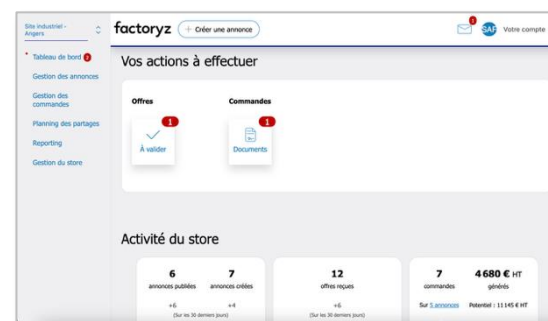 Site industriel -
Angers
factoryz
+ Créer une annonce
1
SAF
Votre compte
Tableau de bord 2
Gestion des annonces
Gestion des
commandes
Planning des partages
Reporting
Gestion du store
Vos actions à effectuer
Offres
Commandes
1
1
À valider
Documents
Activité du store
6
7
12
7
4 680 € HT
annonces publiées
annonces créées
offres reçues
commandes
générés
+6
+4
+6
Sur 5 annonces
Potentiel : 11 145 € HT
(Sur les 30 derniers jours)
(Sur les 30 derniers jours)